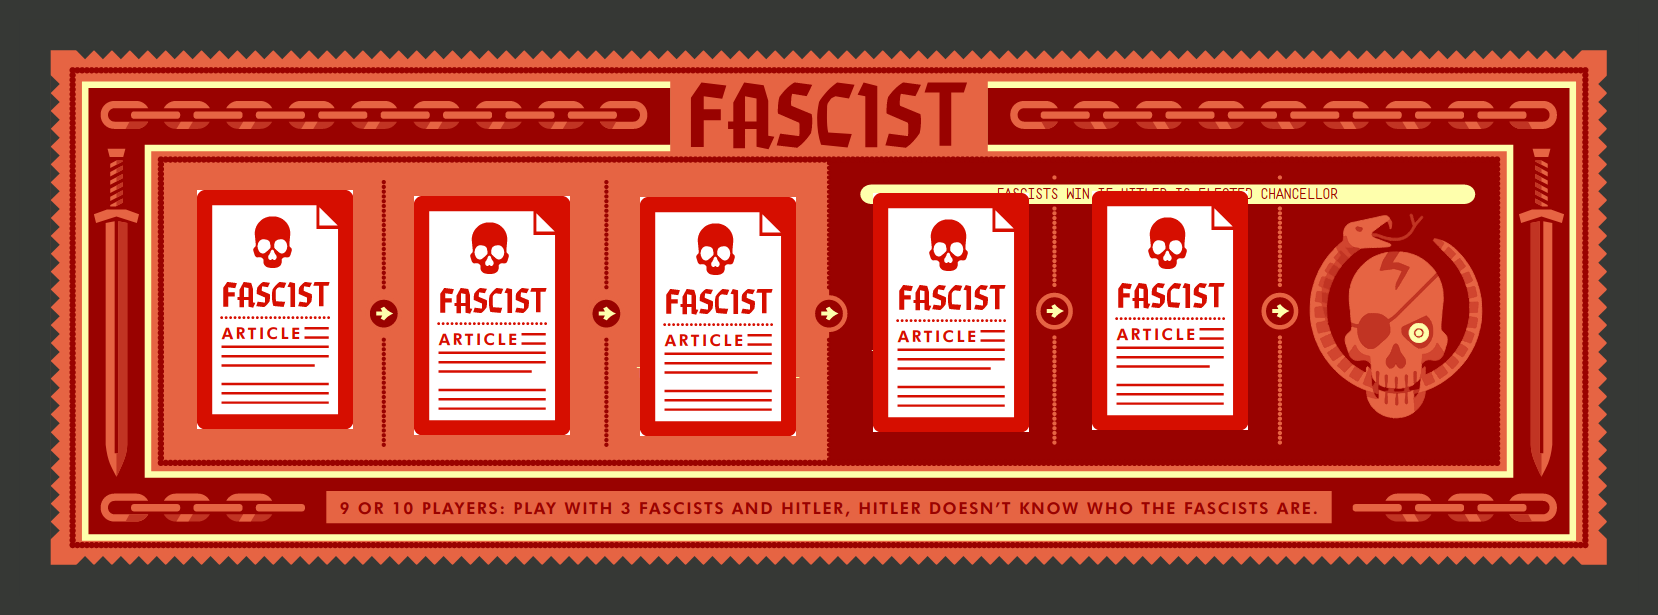 FASCIST
FASCISTS WIN IF HITLER IS ELECTED CHANCELLOR
FASCIST
ARTICLE
FASCIST
ARTICLE
FASCIST
ARTICLE
FASCIST
ARTICLE
FASCIST
ARTICLE
9 OR 10 PLAYERS: PLAY WITH 3 FASCISTS AND HITLER, HITLER DOESN'T KNOW WHO THE FASCISTS ARE.